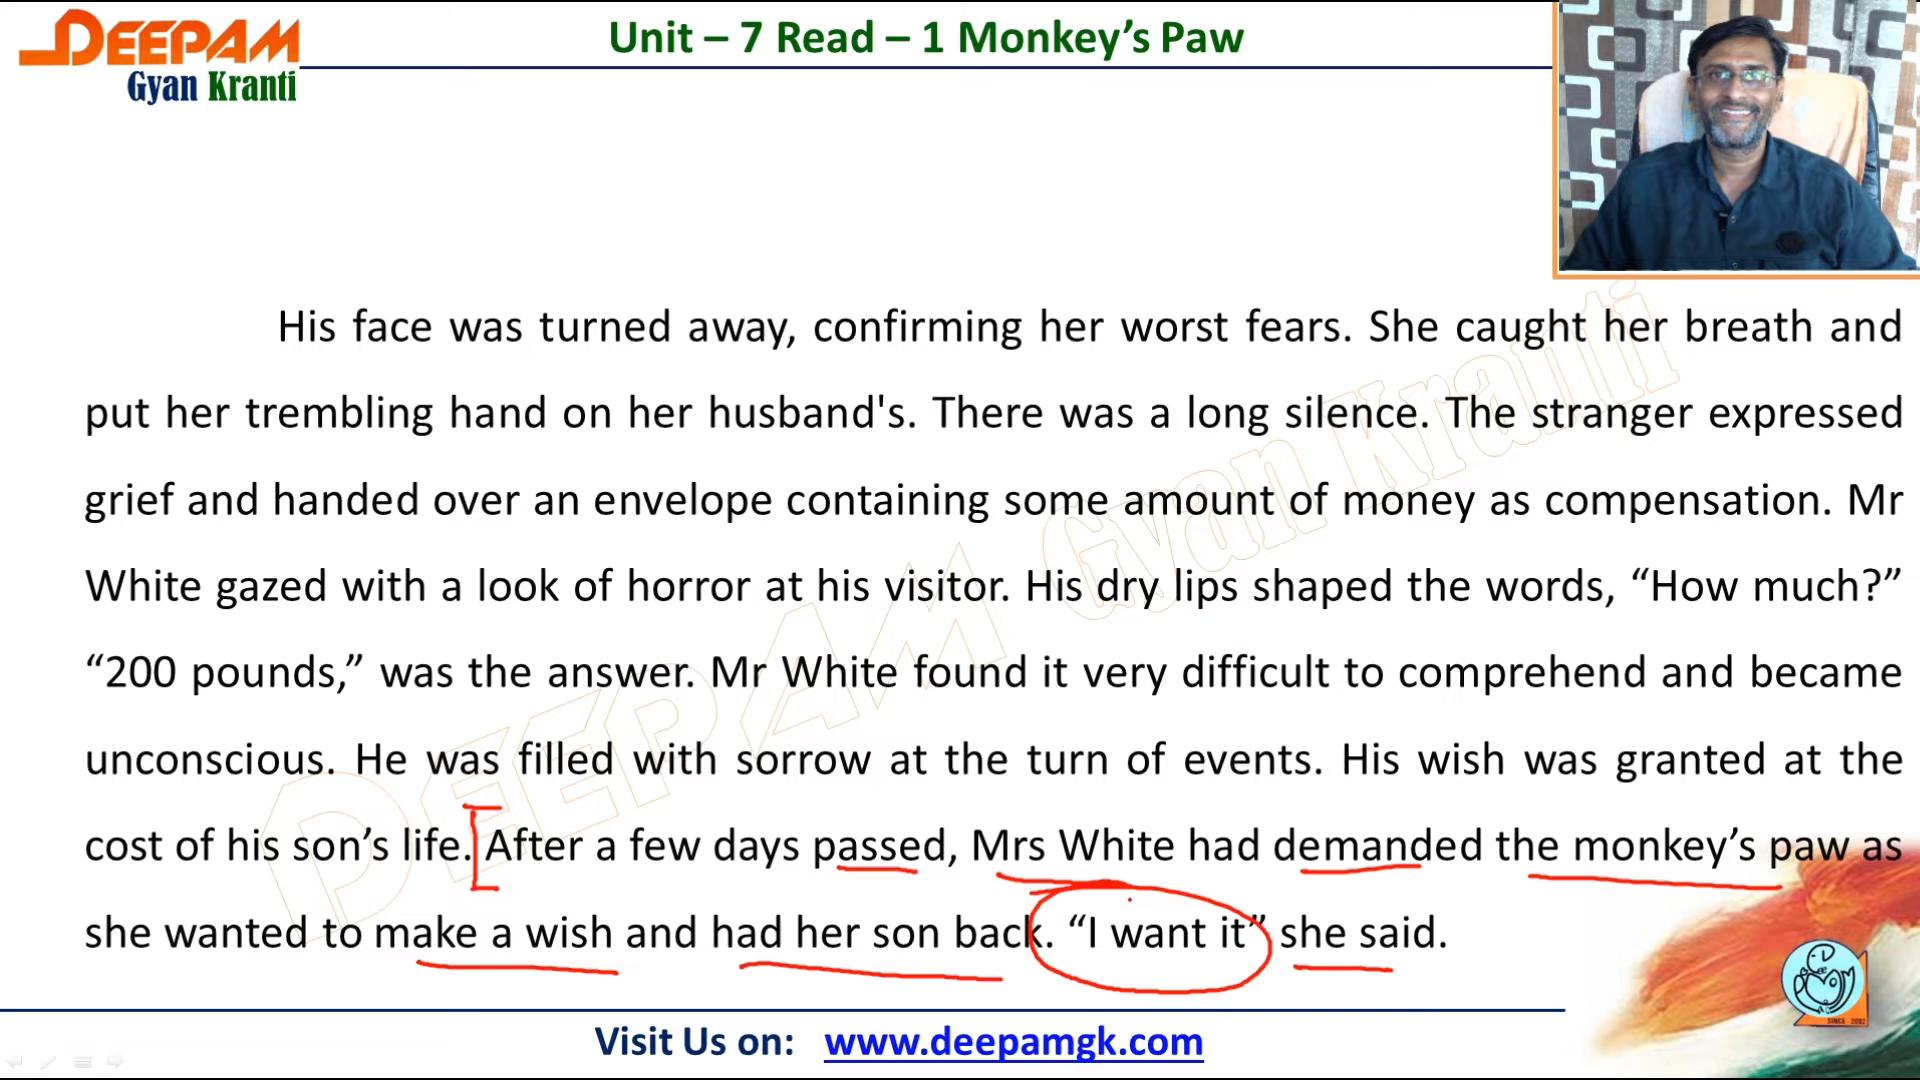 DEEPAM
Gyan Kranti
Unit – 7 Read – 1 Monkey’s Paw
His face was turned away, confirming her worst fears. She caught her breath and
put her trembling hand on her husband's. There was a long silence. The stranger expressed
grief and handed over an envelope containing some amount of money as compensation. Mr
White gazed with a look of horror at his visitor. His dry lips shaped the words, “How much?”
“200 pounds,” was the answer. Mr White found it very difficult to comprehend and became
unconscious. He was filled with sorrow at the turn of events. His wish was granted at the
cost of his son’s life. After a few days passed, Mrs White had demanded the monkey’s paw as
she wanted to make a wish and had her son back. “I want it” she said.
DEEPAM Gyan Kranti
Visit Us on: www.deepamgk.com
SINCE - 2002